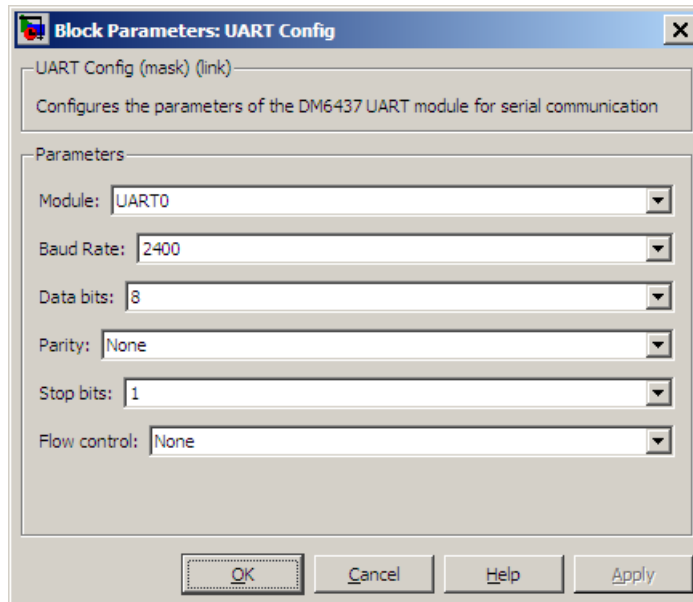 Block Parameters: UART Config
UART Config (mask) (link)
Configures the parameters of the DM6437 UART module for serial communication
Parameters
Module: UART0
Baud Rate: 2400
Data bits: 8
Parity: None
Stop bits: 1
Flow control: None
OK Cancel Help Apply